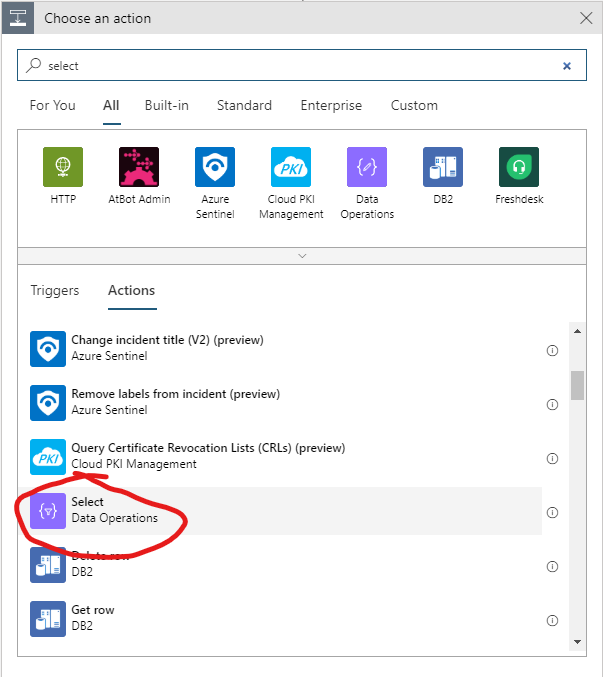 Choose an action
select
For You All Built-in Standard Enterprise Custom
HTTP
AtBot Admin
Azure
Sentinel
PKI
Cloud PKI
Management
Data
Operations
DB2
Freshdesk
Triggers Actions
Change incident title (V2) (preview)
Azure Sentinel
Remove labels from incident (preview)
Azure Sentinel
PKI
Query Certificate Revocation Lists (CRLs) (preview)
Cloud PKI Management
Select
Data Operations
Delete row
DB2
Get row
DB2